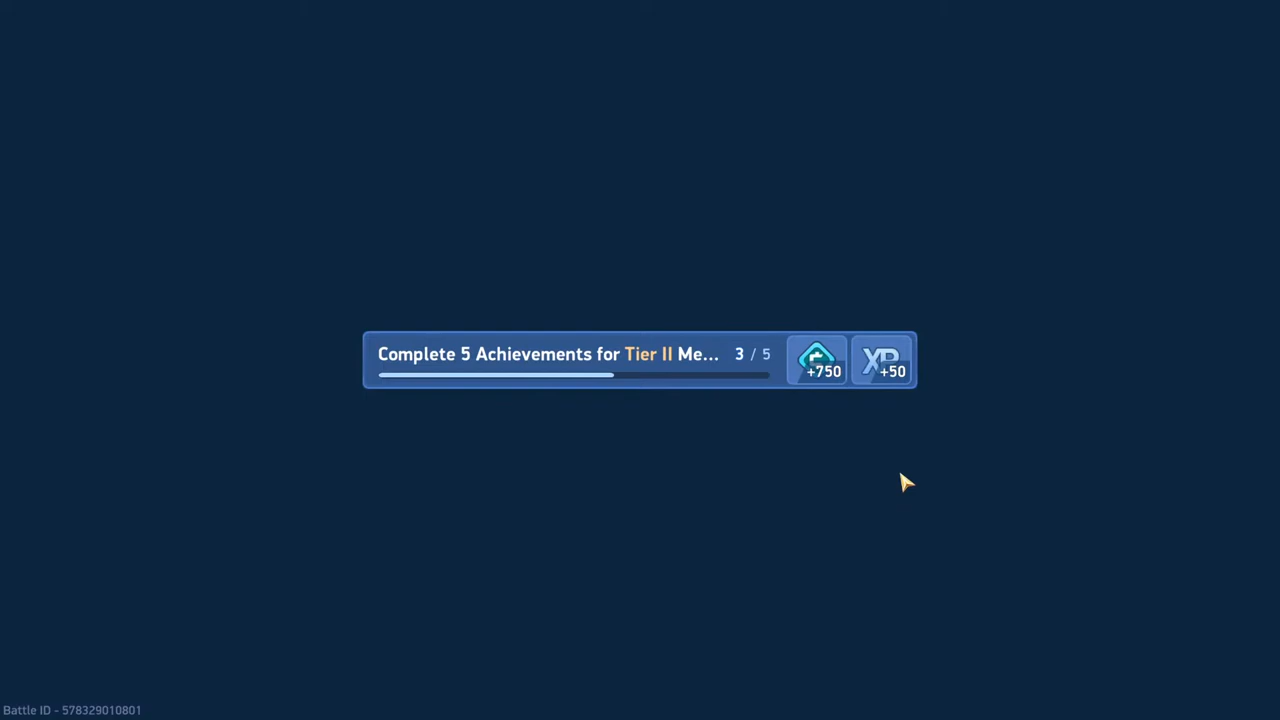 Complete 5 Achievements for Tier II Me... 3 / 5
+750
XP +50
Battle ID - 578329010801